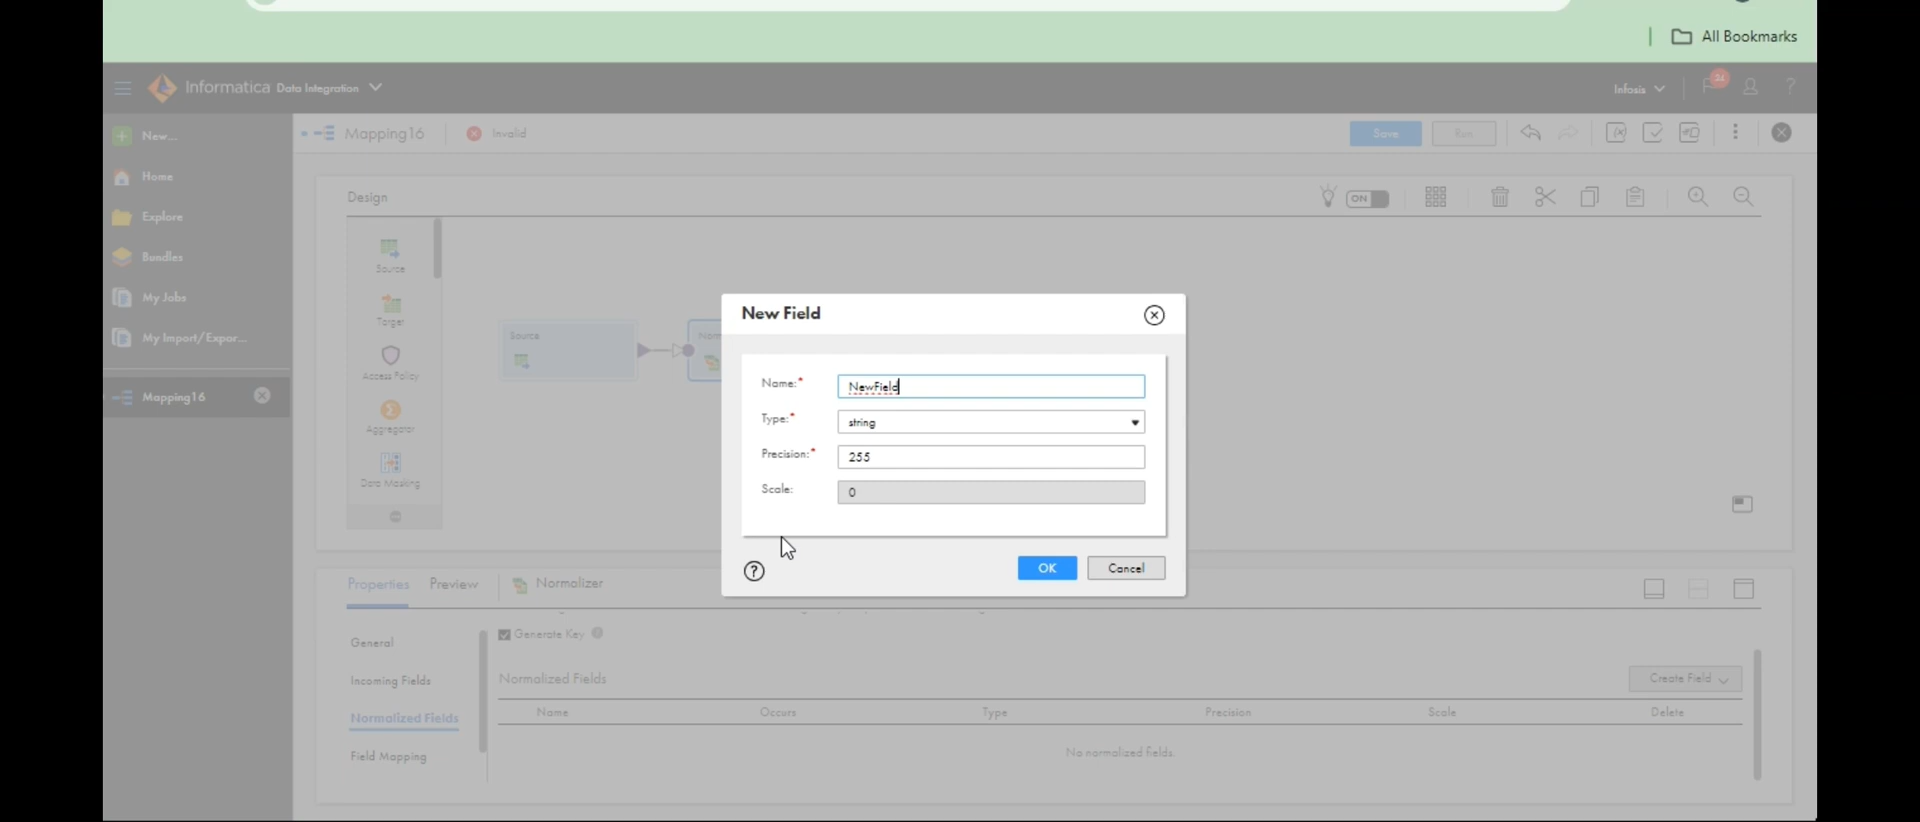 All Bookmarks
Informatica Data Integration
Infosis
24
?
New...
Mapping16
Invalid
Save
Run
Home
Explore
Bundles
My Jobs
My Import/Expor...
Mapping16
Design
ON
Source
Target
Access Policy
Aggregator
Data Masking
Source
Norm
New Field
Name:*
NewField
Type:*
string
Precision:*
255
Scale:
0
?
OK
Cancel
Properties
Preview
Normalizer
General
Incoming Fields
Normalized Fields
Field Mapping
Generate Key
Normalized Fields
Create Field
Name
Occurs
Type
Precision
Scale
Delete
No normalized fields.